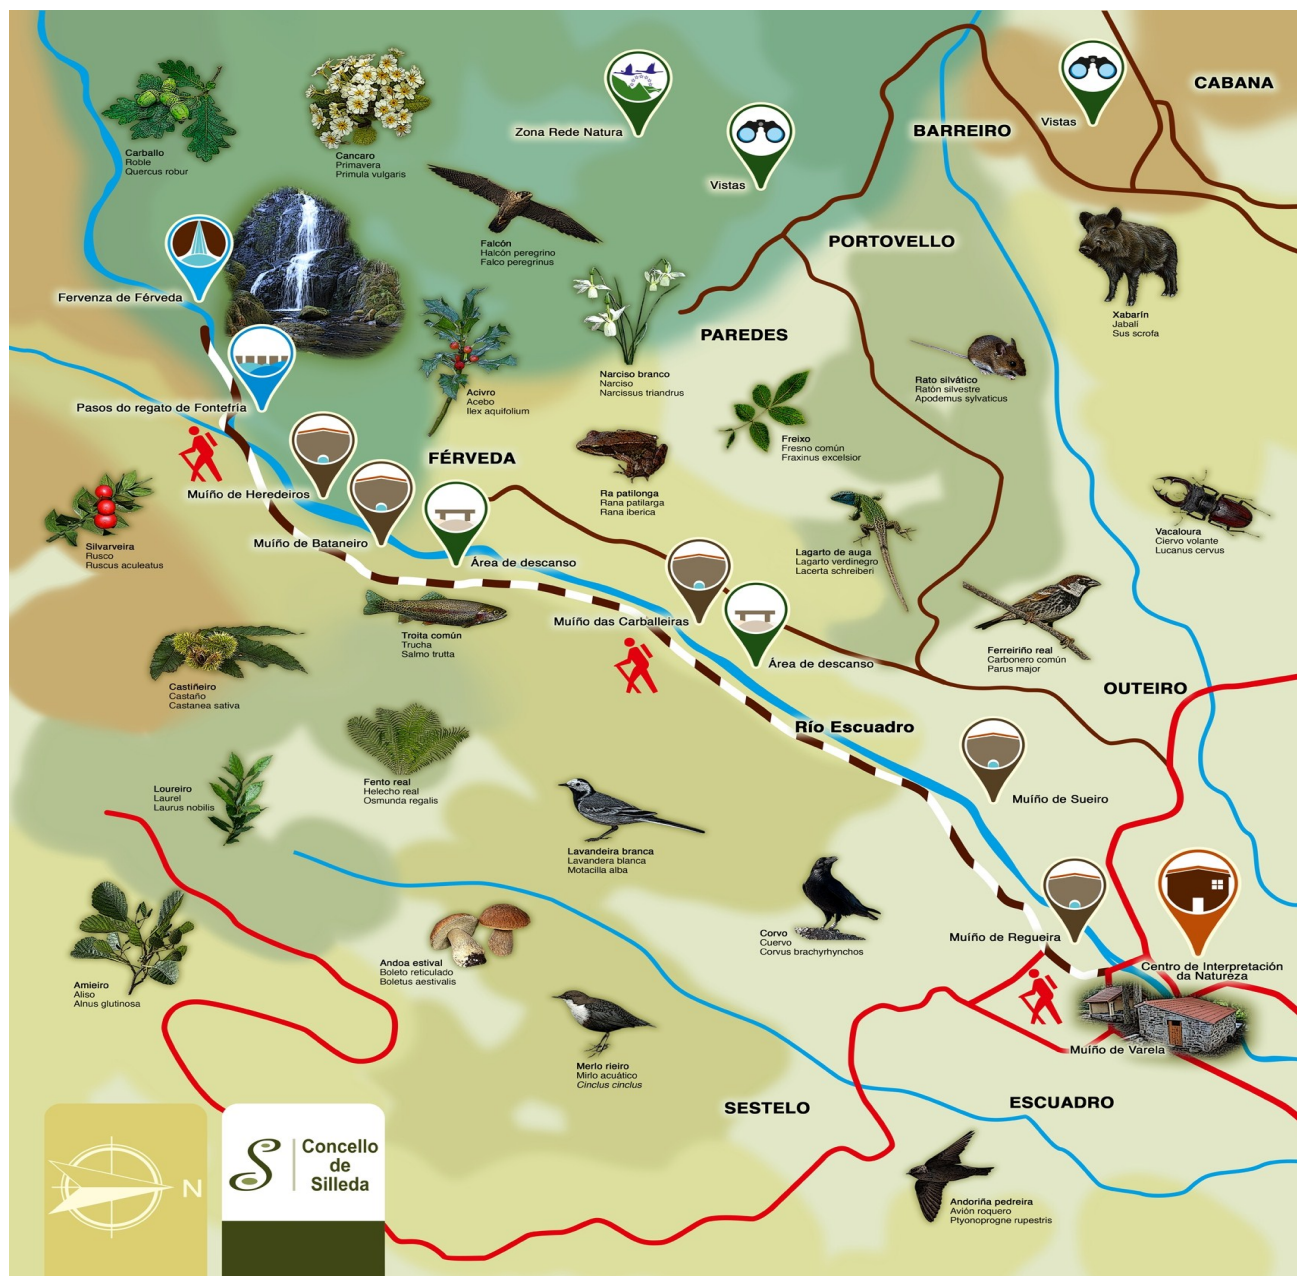 CABANA
Vistas
BARREIRO
Zona Rede Natura
Carballo
Roble
Quercus robur
Cancaro
Primavera
Primula vulgaris
Vistas
Falcón
Halcón peregrino
Falco peregrinus
PORTOVELLO
Fervenza de Férveda
Xabarín
Jabalí
Sus scrofa
PAREDES
Narciso branco
Narciso
Narcissus triandrus
Rato silvático
Ratón silvestre
Apodemus sylvaticus
Acivro
Acebo
Ilex aquifolium
Pasos do regato de Fontefría
Freixo
Fresno común
Fraxinus excelsior
FÉRVEDA
Muíño de Heredeiros
Ra patilonga
Rana patilarga
Rana iberica
Vacaloura
Ciervo volante
Lucanus cervus
Silvarveira
Rusco
Ruscus aculeatus
Muíño de Bataneiro
Área de descanso
Lagarto de auga
Lagarto verdinegro
Lacerta schreiberi
Muíño das Carballeiras
Troita común
Trucha
Salmo trutta
Ferreiriño real
Carbonero común
Parus major
Área de descanso
Castiñeiro
Castaño
Castanea sativa
OUTEIRO
Río Escuadro
Fento real
Helecho real
Osmunda regalis
Loureiro
Laurel
Laurus nobilis
Muíño de Sueiro
Lavandeira branca
Lavandera blanca
Motacilla alba
Corvo
Cuervo
Corvus brachyrhynchos
Muíño de Regueira
Andoa estival
Boleto reticulado
Boletus aestivalis
Centro de Interpretación
da Natureza
Amieiro
Aliso
Alnus glutinosa
Muíño de Varela
Merlo rieiro
Mirlo acuático
Cinclus cinclus
SESTELO
ESCUADRO
N
S
Concello
de
Silleda
Andoriña pedreira
Avión roquero
Ptyonoprogne rupestris